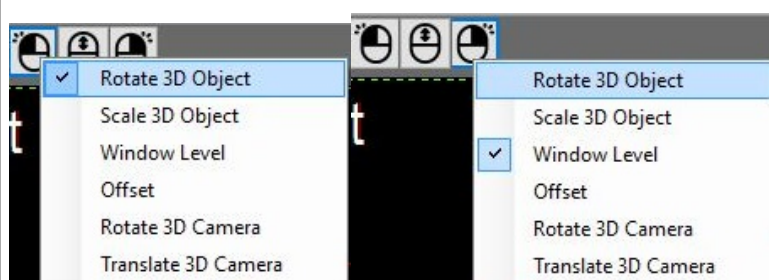 t
Rotate 3D Object
Scale 3D Object
Window Level
Offset
Rotate 3D Camera
Translate 3D Camera
t
Rotate 3D Object
Scale 3D Object
Window Level
Offset
Rotate 3D Camera
Translate 3D Camera